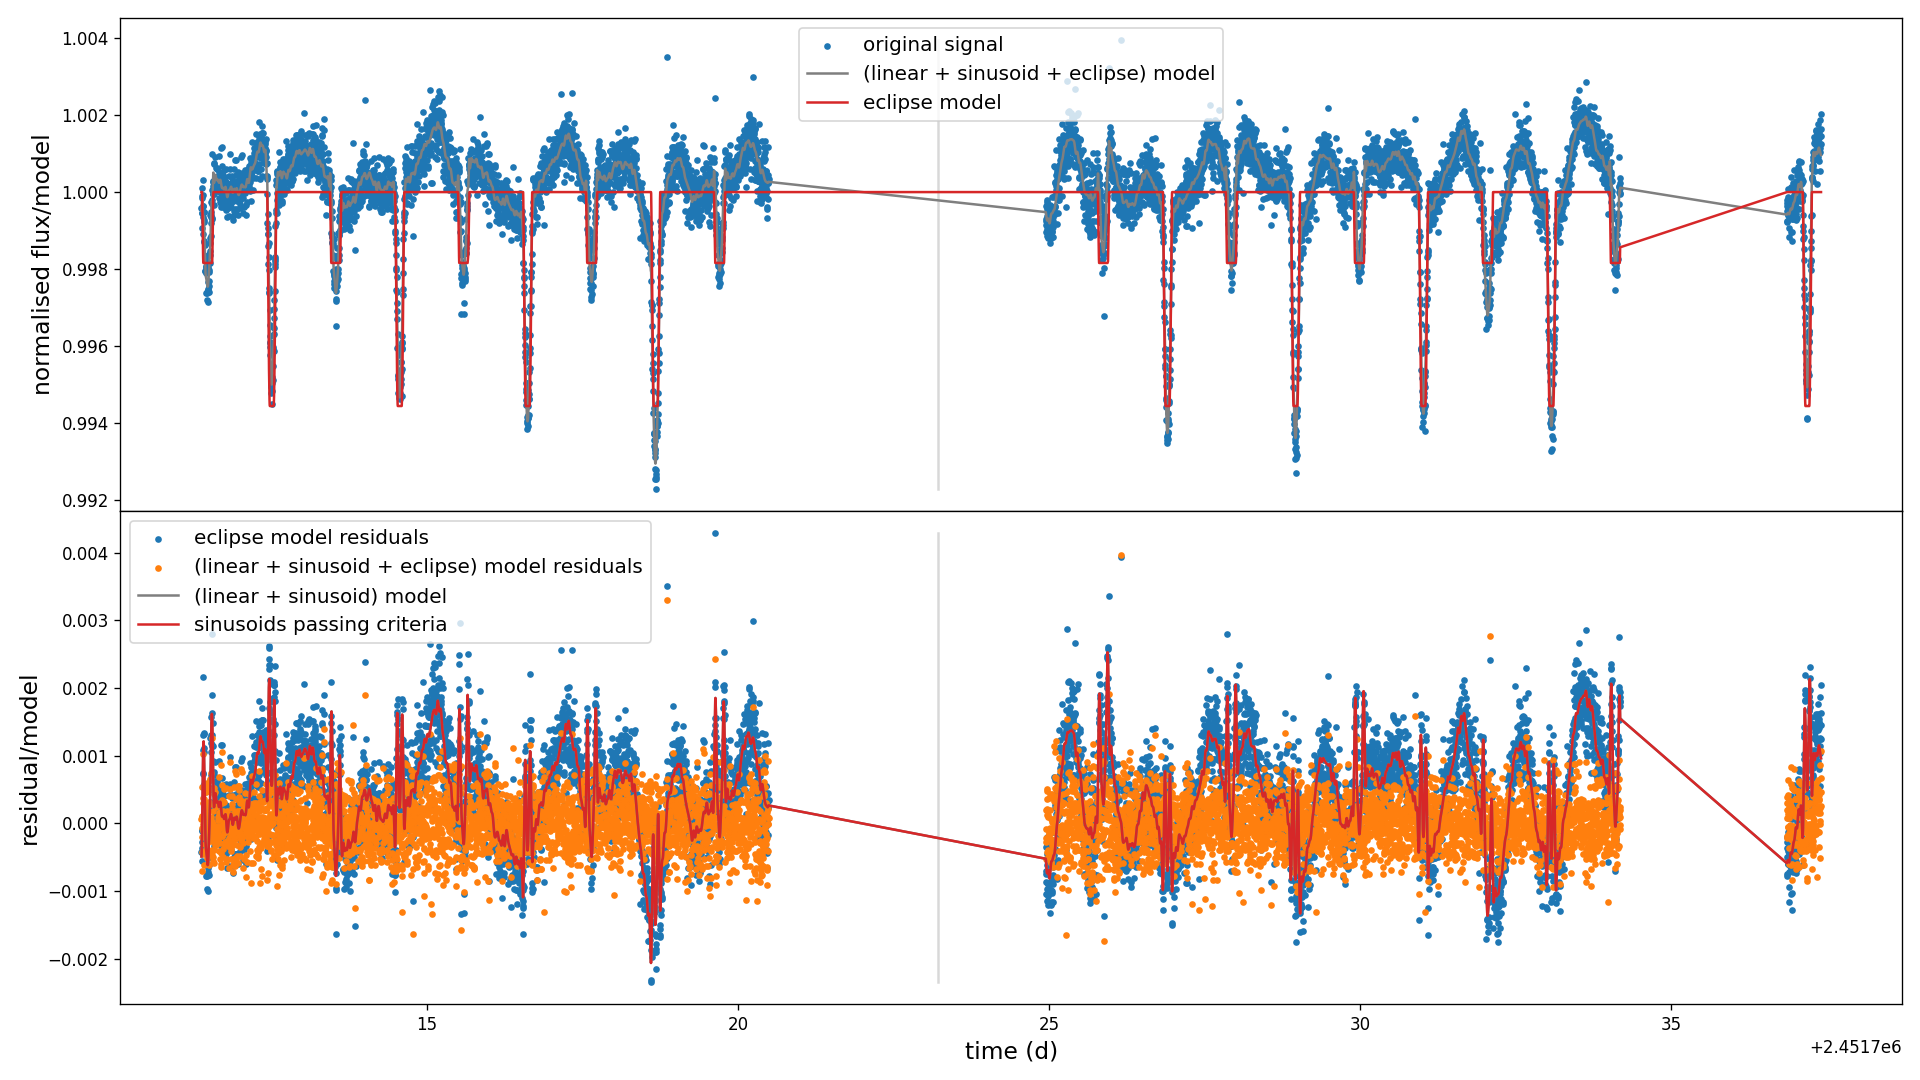 1.004
1.002
1.000
0.998
0.996
0.994
0.992
normalised flux/model
original signal
(linear + sinusoid + eclipse) model
eclipse model
0.004
0.003
0.002
0.001
0.000
−0.001
−0.002
residual/model
eclipse model residuals
(linear + sinusoid + eclipse) model residuals
(linear + sinusoid) model
sinusoids passing criteria
15 20 25 30 35
time (d)
+2.4517e6